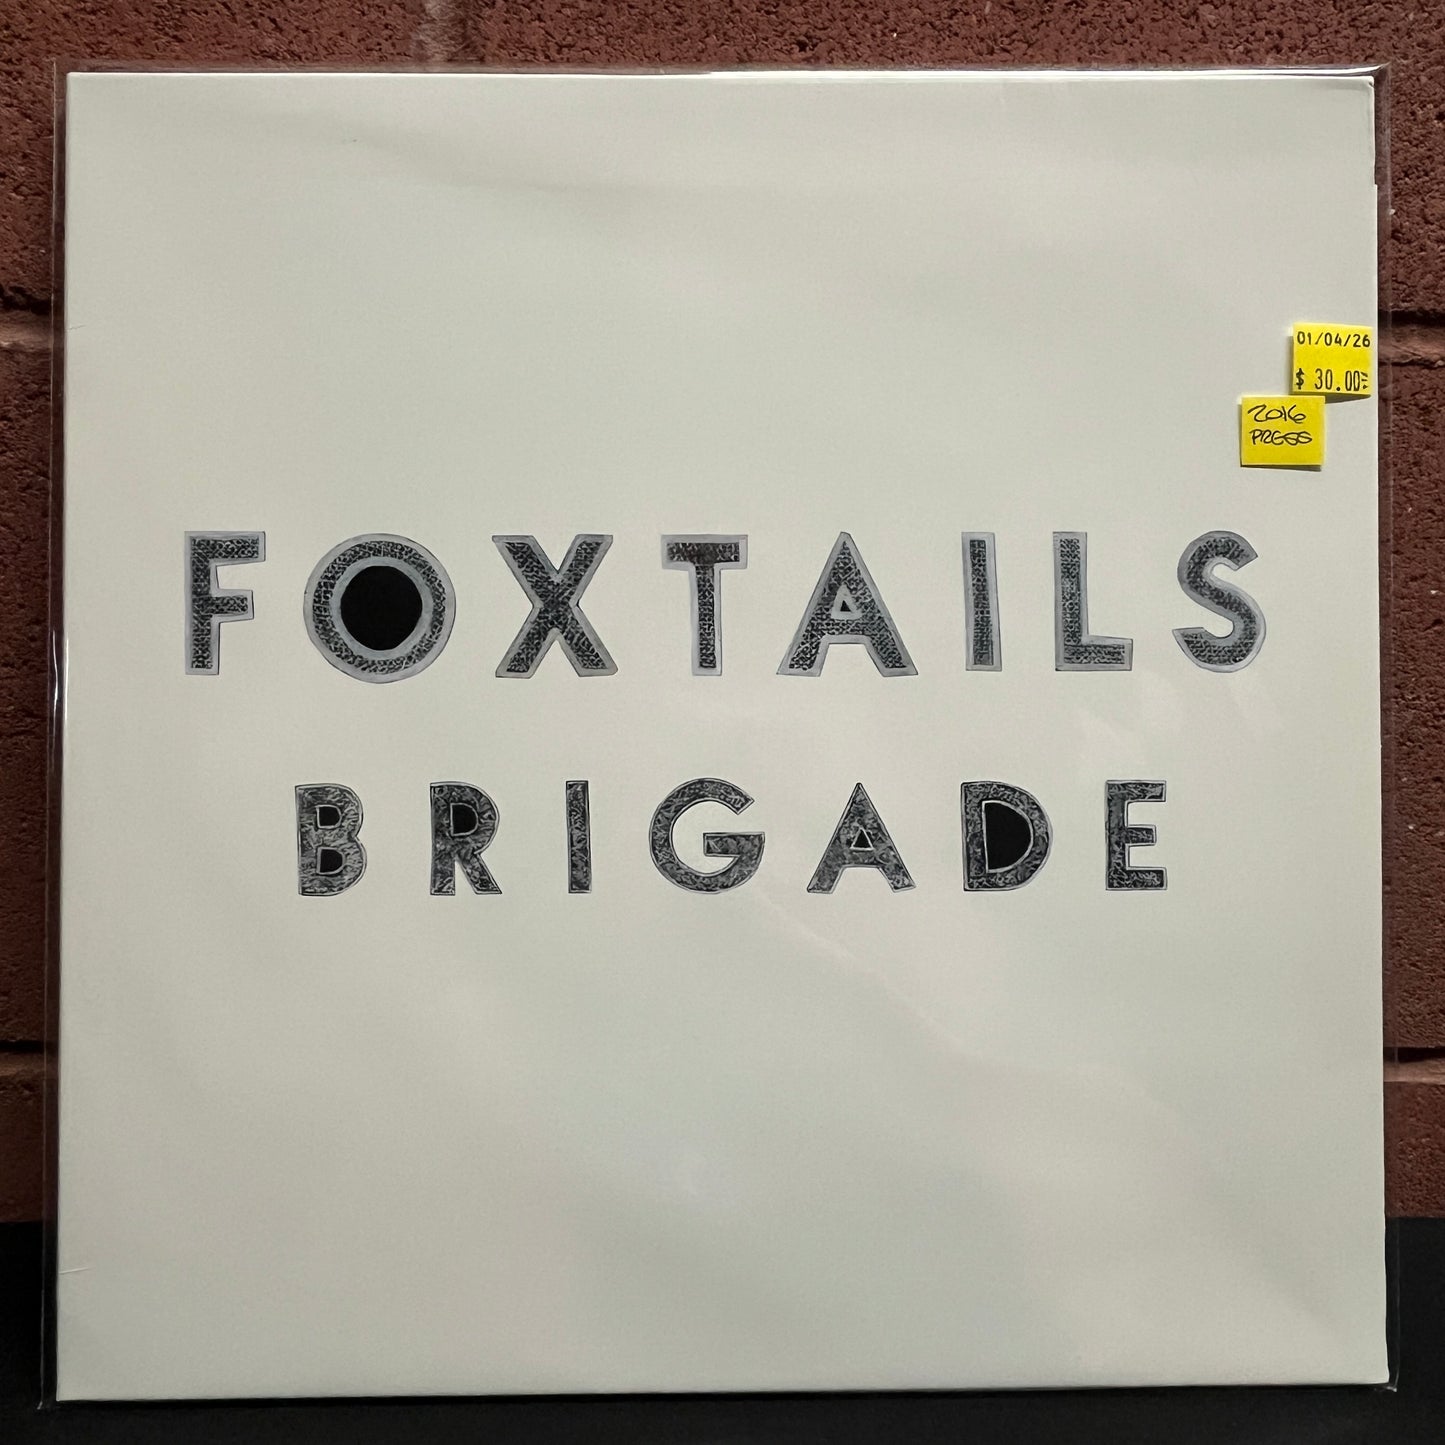 01/04/26
$ 30.00
2016
PRESS
FOXTAILS
BRIGADE